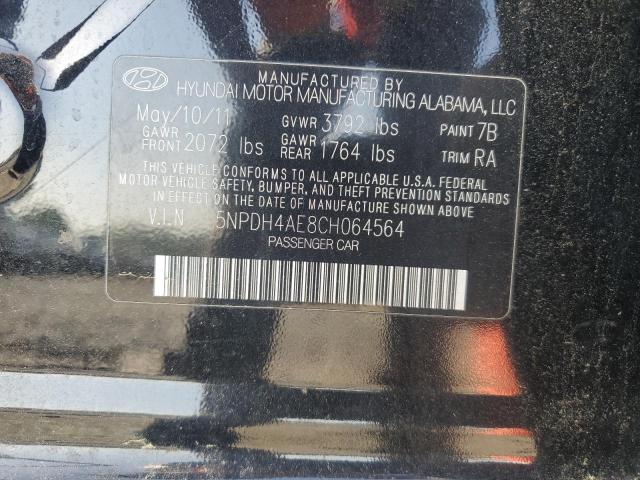 MANUFACTURED BY
HYUNDAI MOTOR MANUFACTURING ALABAMA, LLC
May/10/11 GVWR 3792 lbs PAINT 7B
GAWR FRONT 2072 lbs GAWR REAR 1764 lbs TRIM RA
THIS VEHICLE CONFORMS TO ALL APPLICABLE U.S.A. FEDERAL
MOTOR VEHICLE SAFETY, BUMPER, AND THEFT PREVENTION STANDARDS
IN EFFECT ON THE DATE OF MANUFACTURE SHOWN ABOVE
V.I.N 5NPDH4AE8CH064564
PASSENGER CAR